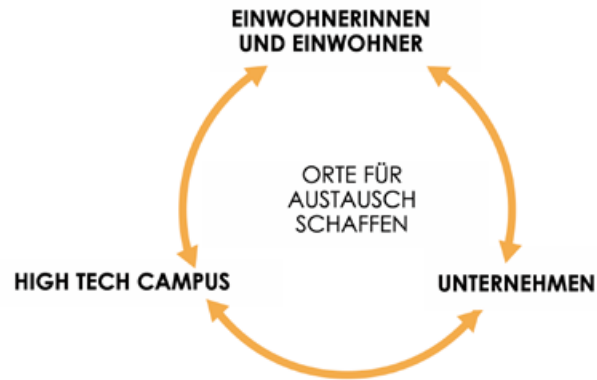 EINWOHNERINNEN
UND EINWOHNER
ORTE FÜR
AUSTAUSCH
SCHAFFEN
HIGH TECH CAMPUS
UNTERNEHMEN